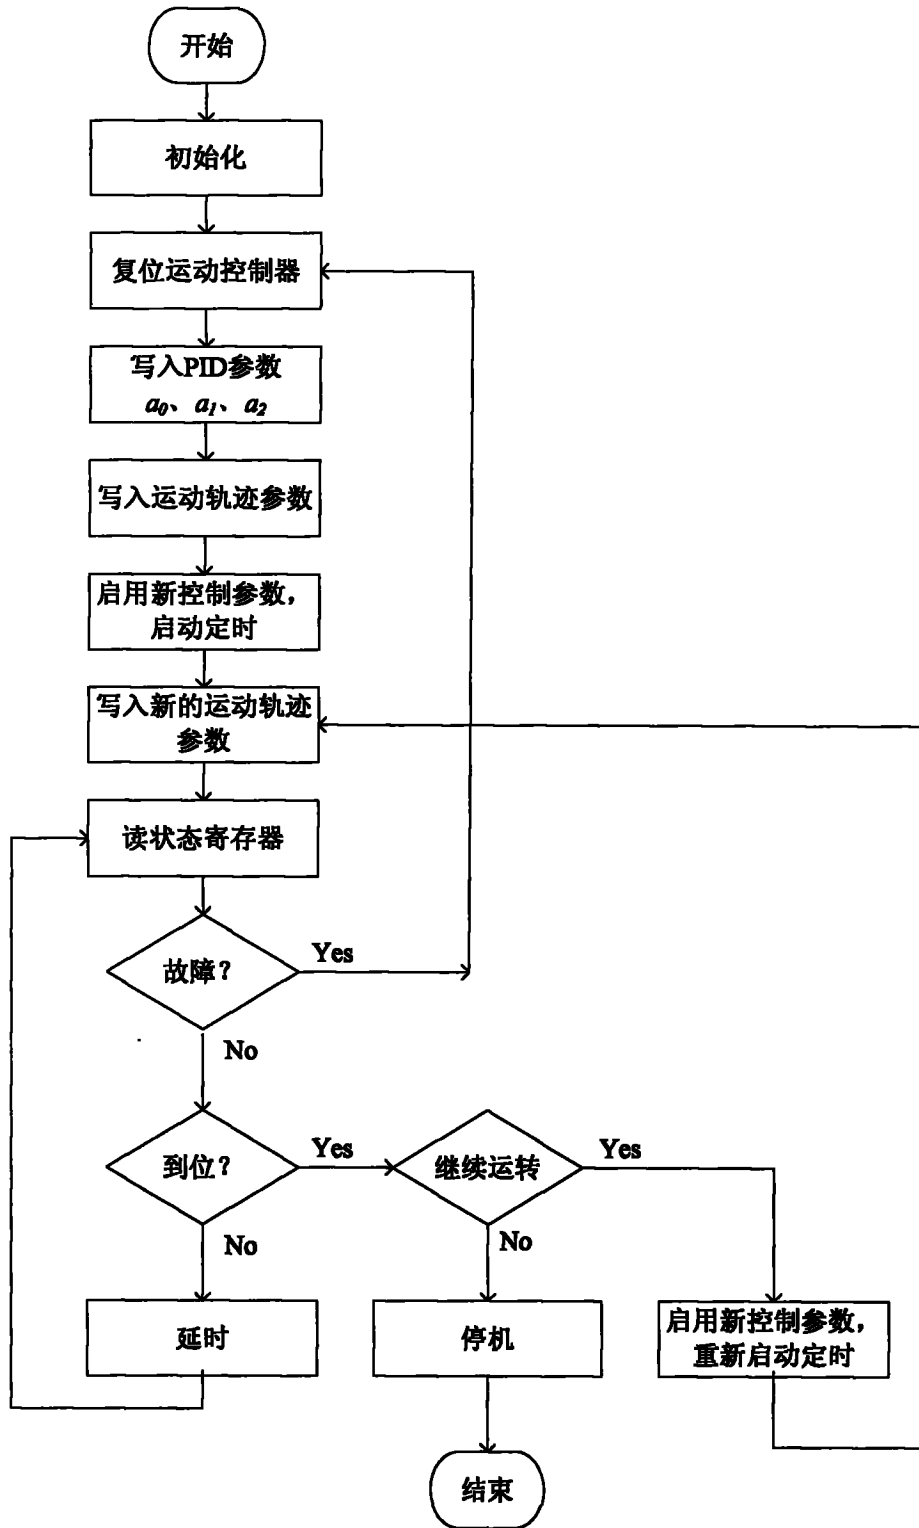 开始
初始化
复位运动控制器
写入PID参数
a0、a1、a2
写入运动轨迹参数
启用新控制参数，
启动定时
写入新的运动轨迹
参数
读状态寄存器
故障？
Yes
No
到位？
Yes
继续运转
Yes
No
No
延时
停机
启用新控制参数，
重新启动定时
结束